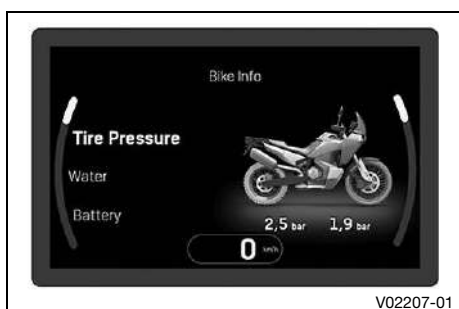 Bike Info
Tire Pressure
Water
Battery
2,5 bar 1,9 bar
0 km/h
V02207-01